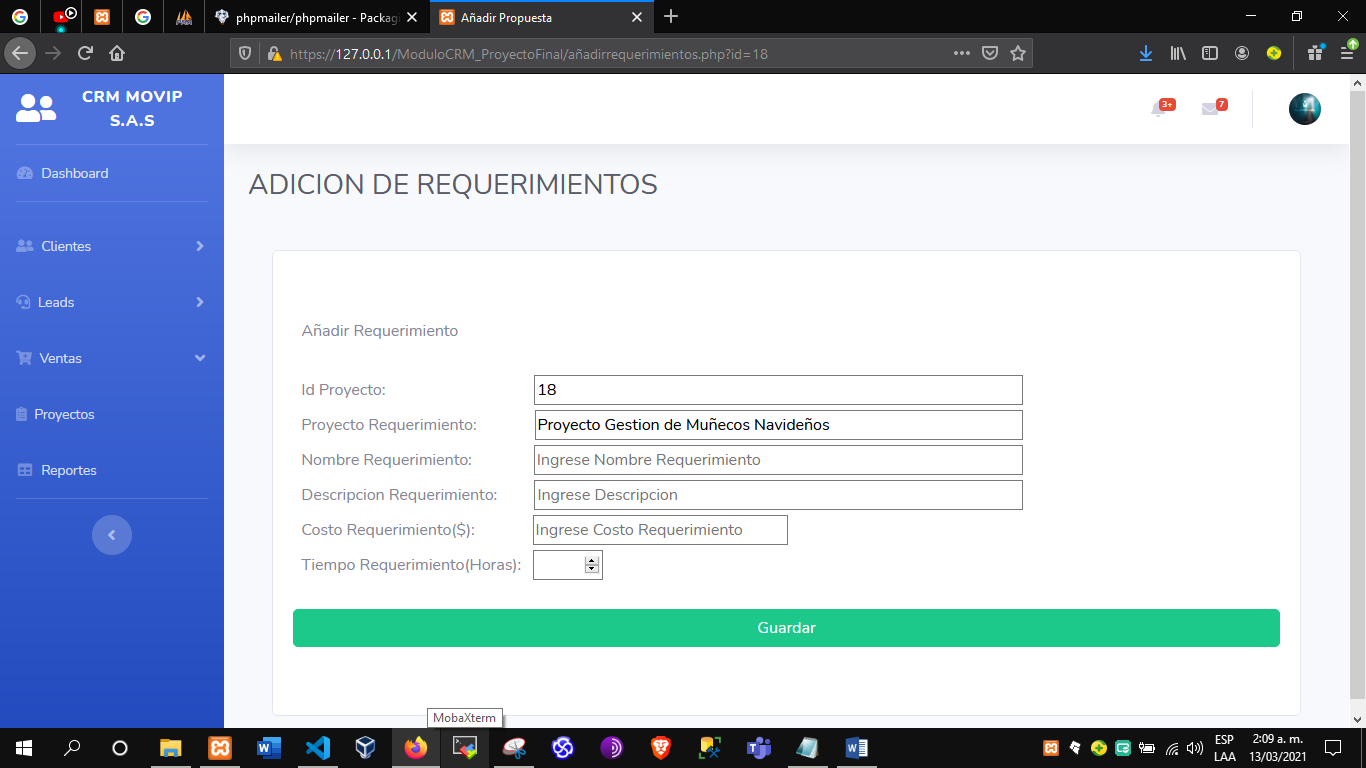 phpmailer/phpmailer - Packagi
Añadir Propuesta
https://127.0.0.1/ModuloCRM_ProyectoFinal/añadirrequerimientos.php?id=18
CRM MOVIP
S.A.S
3+
7
Dashboard
Clientes
Leads
Ventas
Proyectos
Reportes
ADICION DE REQUERIMIENTOS
Añadir Requerimiento
Id Proyecto: 18
Proyecto Requerimiento: Proyecto Gestion de Muñecos Navideños
Nombre Requerimiento: Ingrese Nombre Requerimiento
Descripcion Requerimiento: Ingrese Descripcion
Costo Requerimiento($): Ingrese Costo Requerimiento
Tiempo Requerimiento(Horas):
Guardar
MobaXterm
ESP
LAA
2:09 a. m.
13/03/2021